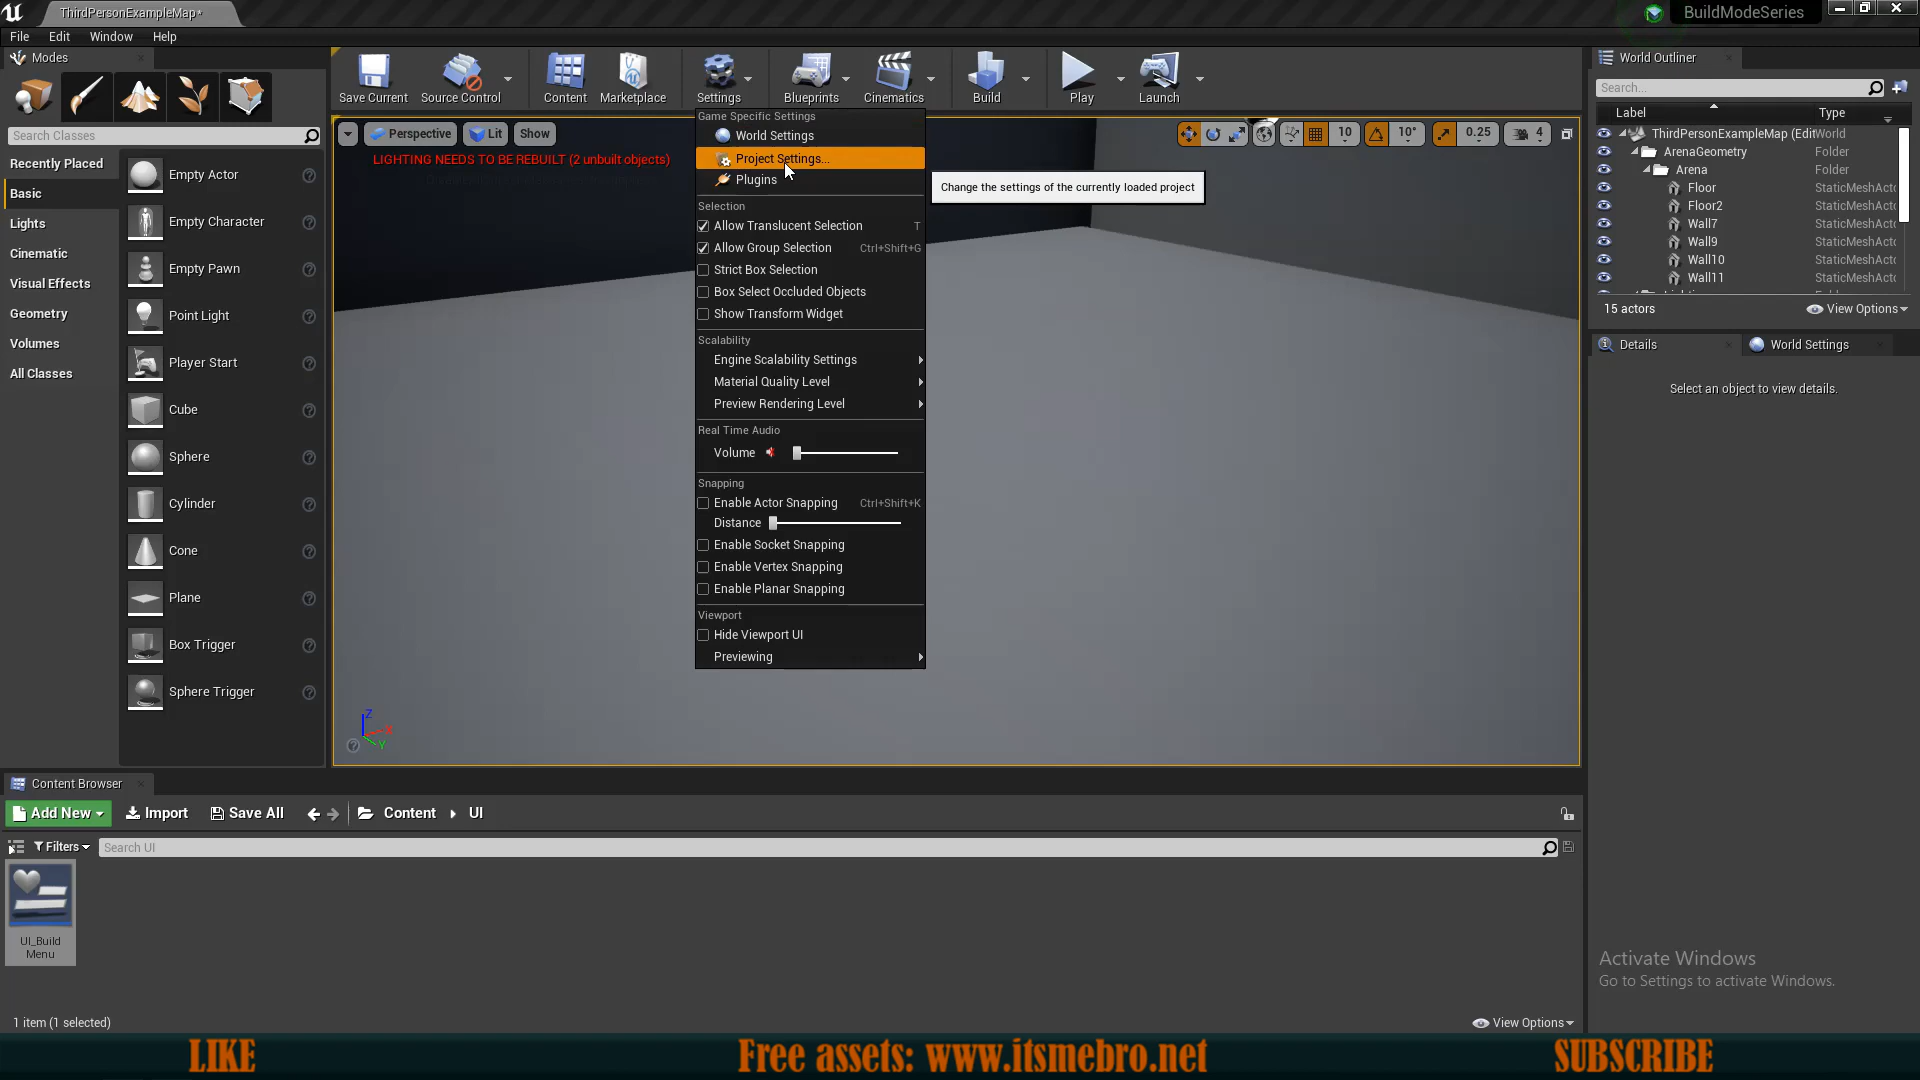 ThirdPersonExampleMap*
BuildModeSeries
File Edit Window Help
Modes
Search Classes
Recently Placed
Basic
Lights
Cinematic
Visual Effects
Geometry
Volumes
All Classes
Empty Actor
Empty Character
Empty Pawn
Point Light
Player Start
Cube
Sphere
Cylinder
Cone
Plane
Box Trigger
Sphere Trigger
Save Current
Source Control
Content
Marketplace
Settings
Blueprints
Cinematics
Build
Play
Launch
Perspective Lit Show
10 10° 0.25 4
LIGHTING NEEDS TO BE REBUILT (2 unbuilt objects)
Game Specific Settings
World Settings
Project Settings...
Plugins
Change the settings of the currently loaded project
Selection
Allow Translucent Selection T
Allow Group Selection Ctrl+Shift+G
Strict Box Selection
Box Select Occluded Objects
Show Transform Widget
Scalability
Engine Scalability Settings
Material Quality Level
Preview Rendering Level
Real Time Audio
Volume
Snapping
Enable Actor Snapping Ctrl+Shift+K
Distance
Enable Socket Snapping
Enable Vertex Snapping
Enable Planar Snapping
Viewport
Hide Viewport UI
Previewing
Z
X
Y
World Outliner
Search...
Label Type
ThirdPersonExampleMap (Edit World
ArenaGeometry Folder
Arena Folder
Floor StaticMeshActo
Floor2 StaticMeshActo
Wall7 StaticMeshActo
Wall9 StaticMeshActo
Wall10 StaticMeshActo
Wall11 StaticMeshActo
15 actors View Options
Details World Settings
Select an object to view details.
Content Browser
Add New Import Save All Content UI
Filters Search UI
UI_Build
Menu
1 item (1 selected) View Options
Activate Windows
Go to Settings to activate Windows.
LIKE Free assets: www.itsmebro.net SUBSCRIBE